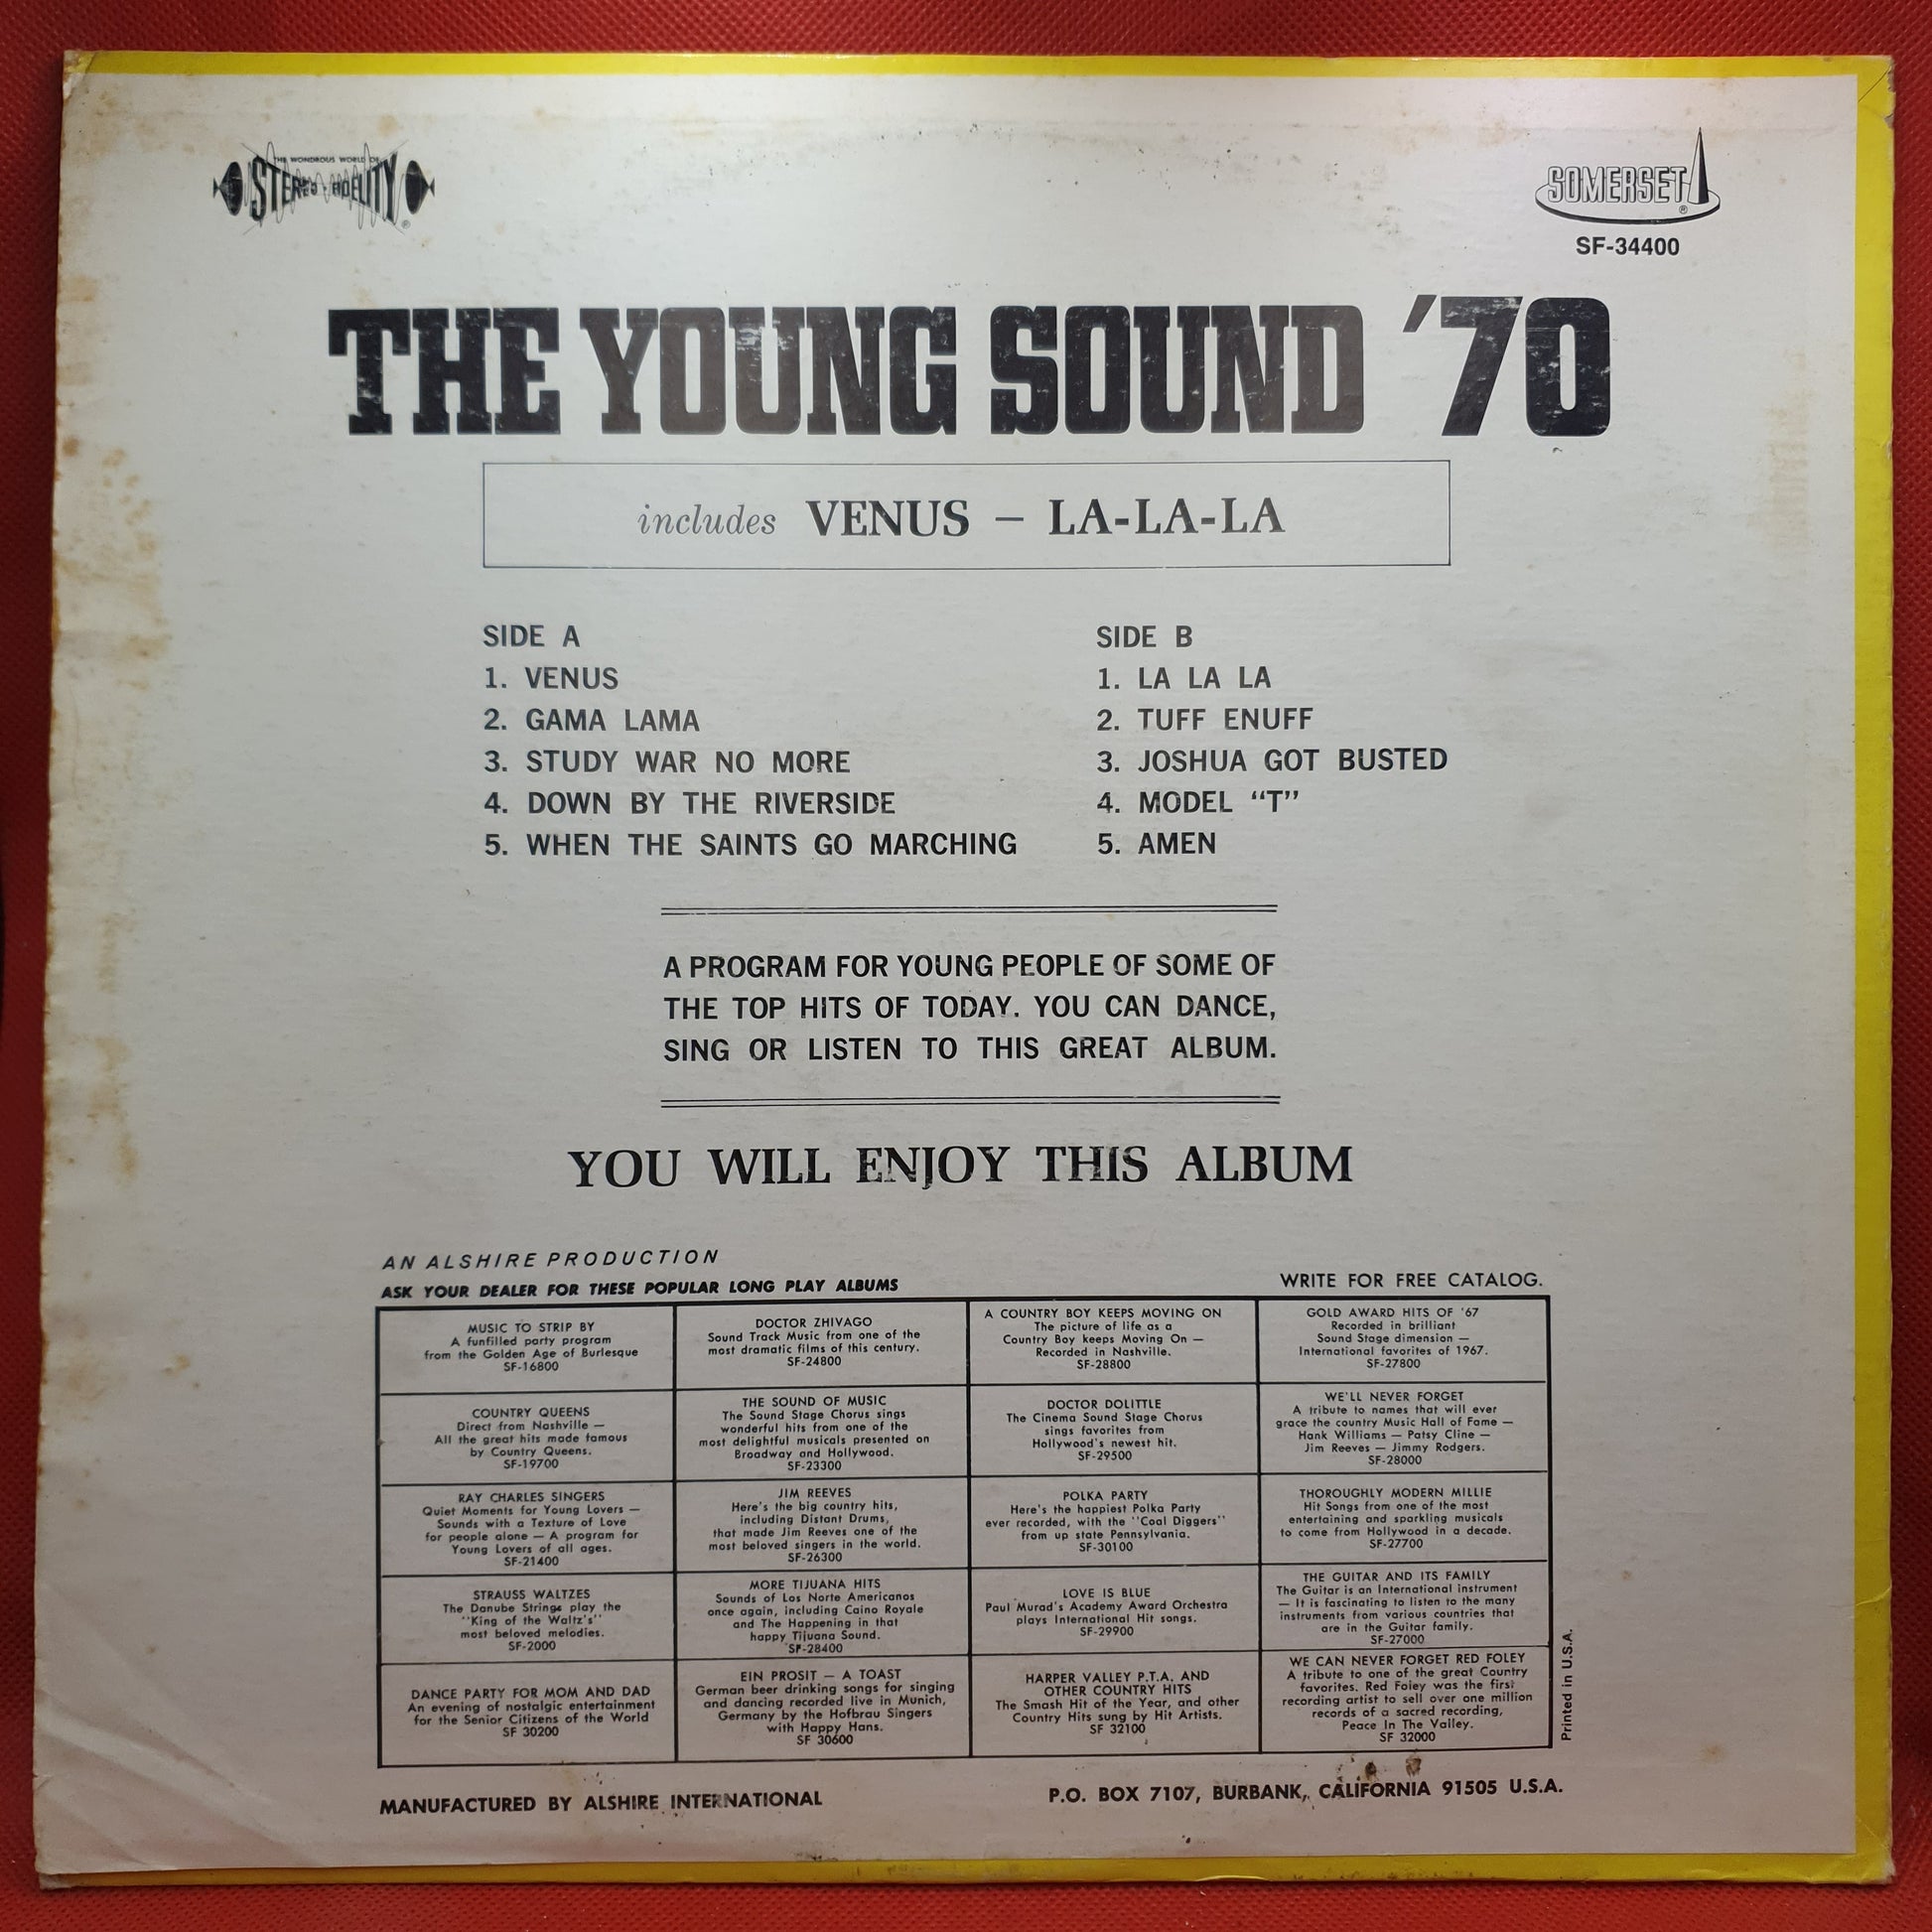 THE WONDROUS WORLD OF
STEREO-FIDELITY
SOMERSET®
SF-34400
THE YOUNG SOUND '70
includes VENUS – LA-LA-LA
SIDE A
1. VENUS
2. GAMA LAMA
3. STUDY WAR NO MORE
4. DOWN BY THE RIVERSIDE
5. WHEN THE SAINTS GO MARCHING
SIDE B
1. LA LA LA
2. TUFF ENUFF
3. JOSHUA GOT BUSTED
4. MODEL “T”
5. AMEN
A PROGRAM FOR YOUNG PEOPLE OF SOME OF
THE TOP HITS OF TODAY. YOU CAN DANCE,
SING OR LISTEN TO THIS GREAT ALBUM.
YOU WILL ENJOY THIS ALBUM
AN ALSHIRE PRODUCTION
ASK YOUR DEALER FOR THESE POPULAR LONG PLAY ALBUMS
WRITE FOR FREE CATALOG.
MUSIC TO STRIP BY
A funfilled party program
from the Golden Age of Burlesque
SF-16800
DOCTOR ZHIVAGO
Sound Track Music from one of the
most dramatic films of this century.
SF-24800
A COUNTRY BOY KEEPS MOVING ON
The picture of life as a
Country Boy keeps Moving On —
Recorded in Nashville.
SF-28800
GOLD AWARD HITS OF '67
Recorded in brilliant
Sound Stage dimension —
International favorites of 1967.
SF-27800
COUNTRY QUEENS
Direct from Nashville —
All the great hits made famous
by Country Queens.
SF-19700
THE SOUND OF MUSIC
The Sound Stage Chorus sings
wonderful hits from one of the
most delightful musicals presented on
Broadway and Hollywood.
SF-23300
DOCTOR DOLITTLE
The Cinema Sound Stage Chorus
sings favorites from
Hollywood's newest hit.
SF-29500
WE'LL NEVER FORGET
A tribute to names that will ever
grace the country Music Hall of Fame —
Hank Williams — Patsy Cline —
Jim Reeves — Jimmy Rodgers.
SF-28000
RAY CHARLES SINGERS
Quiet Moments for Young Lovers —
Sounds with a Texture of Love
for people alone — A program for
Young Lovers of all ages.
SF-21400
JIM REEVES
Here's the big country hits,
including Distant Drums,
that made Jim Reeves one of the
most beloved singers in the world.
SF-26300
POLKA PARTY
Here's the happiest Polka Party
ever recorded, with the "Coal Diggers"
from up state Pennsylvania.
SF-30100
THOROUGHLY MODERN MILLIE
Hit Songs from one of the most
entertaining and sparkling musicals
to come from Hollywood in a decade.
SF-27700
STRAUSS WALTZES
The Danube Strings play the
"King of the Waltz's"
most beloved melodies.
SF-2000
MORE TIJUANA HITS
Sounds of Los Norte Americanos
once again, including Caino Royale
and The Happening in that
happy Tijuana Sound.
SF-28400
LOVE IS BLUE
Paul Murad's Academy Award Orchestra
plays International Hit songs.
SF-29900
THE GUITAR AND ITS FAMILY
The Guitar is an International instrument
— It is fascinating to listen to the many
instruments from various countries that
are in the Guitar family.
SF-27000
DANCE PARTY FOR MOM AND DAD
An evening of nostalgic entertainment
for the Senior Citizens of the World
SF 30200
EIN PROSIT — A TOAST
German beer drinking songs for singing
and dancing recorded live in Munich,
Germany by the Hofbrau Singers
with Happy Hans.
SF 30600
HARPER VALLEY P.T.A. AND
OTHER COUNTRY HITS
The Smash Hit of the Year, and other
Country Hits sung by Hit Artists.
SF 32100
WE CAN NEVER FORGET RED FOLEY
A tribute to one of the great Country
favorites. Red Foley was the first
recording artist to sell over one million
records of a sacred recording,
Peace In The Valley.
SF 32000
Printed in U.S.A.
MANUFACTURED BY ALSHIRE INTERNATIONAL
P.O. BOX 7107, BURBANK, CALIFORNIA 91505 U.S.A.